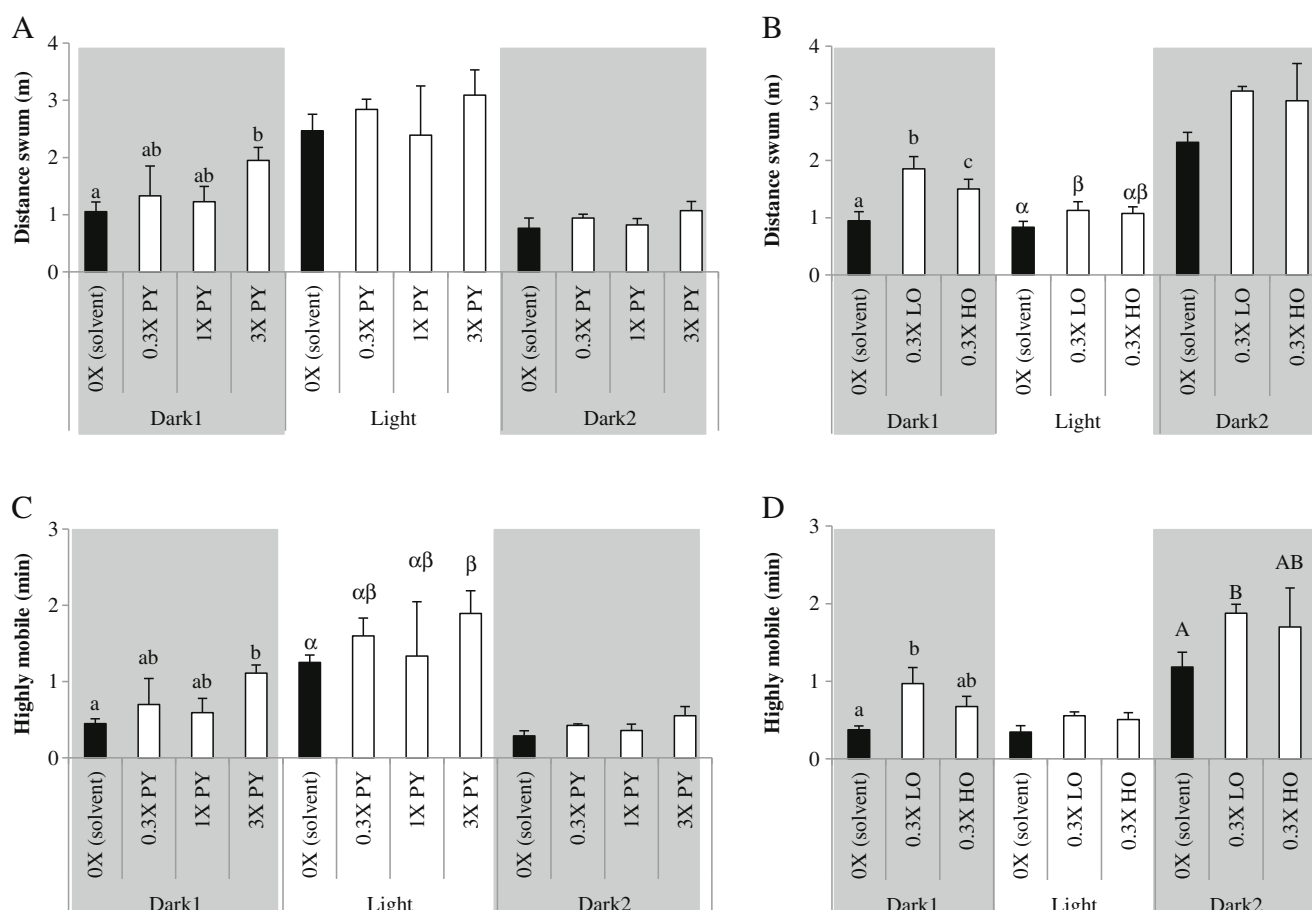 A
Distance swum (m)
4
3
2
1
0
a
ab
ab
b
0X (solvent)
0.3X PY
1X PY
3X PY
0X (solvent)
0.3X PY
1X PY
3X PY
0X (solvent)
0.3X PY
1X PY
3X PY
Dark1
Light
Dark2
B
Distance swum (m)
4
3
2
1
0
a
b
c
α
β
αβ
0X (solvent)
0.3X LO
0.3X HO
0X (solvent)
0.3X LO
0.3X HO
0X (solvent)
0.3X LO
0.3X HO
Dark1
Light
Dark2
C
Highly mobile (min)
3
2
1
0
a
ab
ab
b
α
αβ
αβ
β
0X (solvent)
0.3X PY
1X PY
3X PY
0X (solvent)
0.3X PY
1X PY
3X PY
0X (solvent)
0.3X PY
1X PY
3X PY
Dark1
Light
Dark2
D
Highly mobile (min)
3
2
1
0
a
b
ab
A
B
AB
0X (solvent)
0.3X LO
0.3X HO
0X (solvent)
0.3X LO
0.3X HO
0X (solvent)
0.3X LO
0.3X HO
Dark1
Light
Dark2